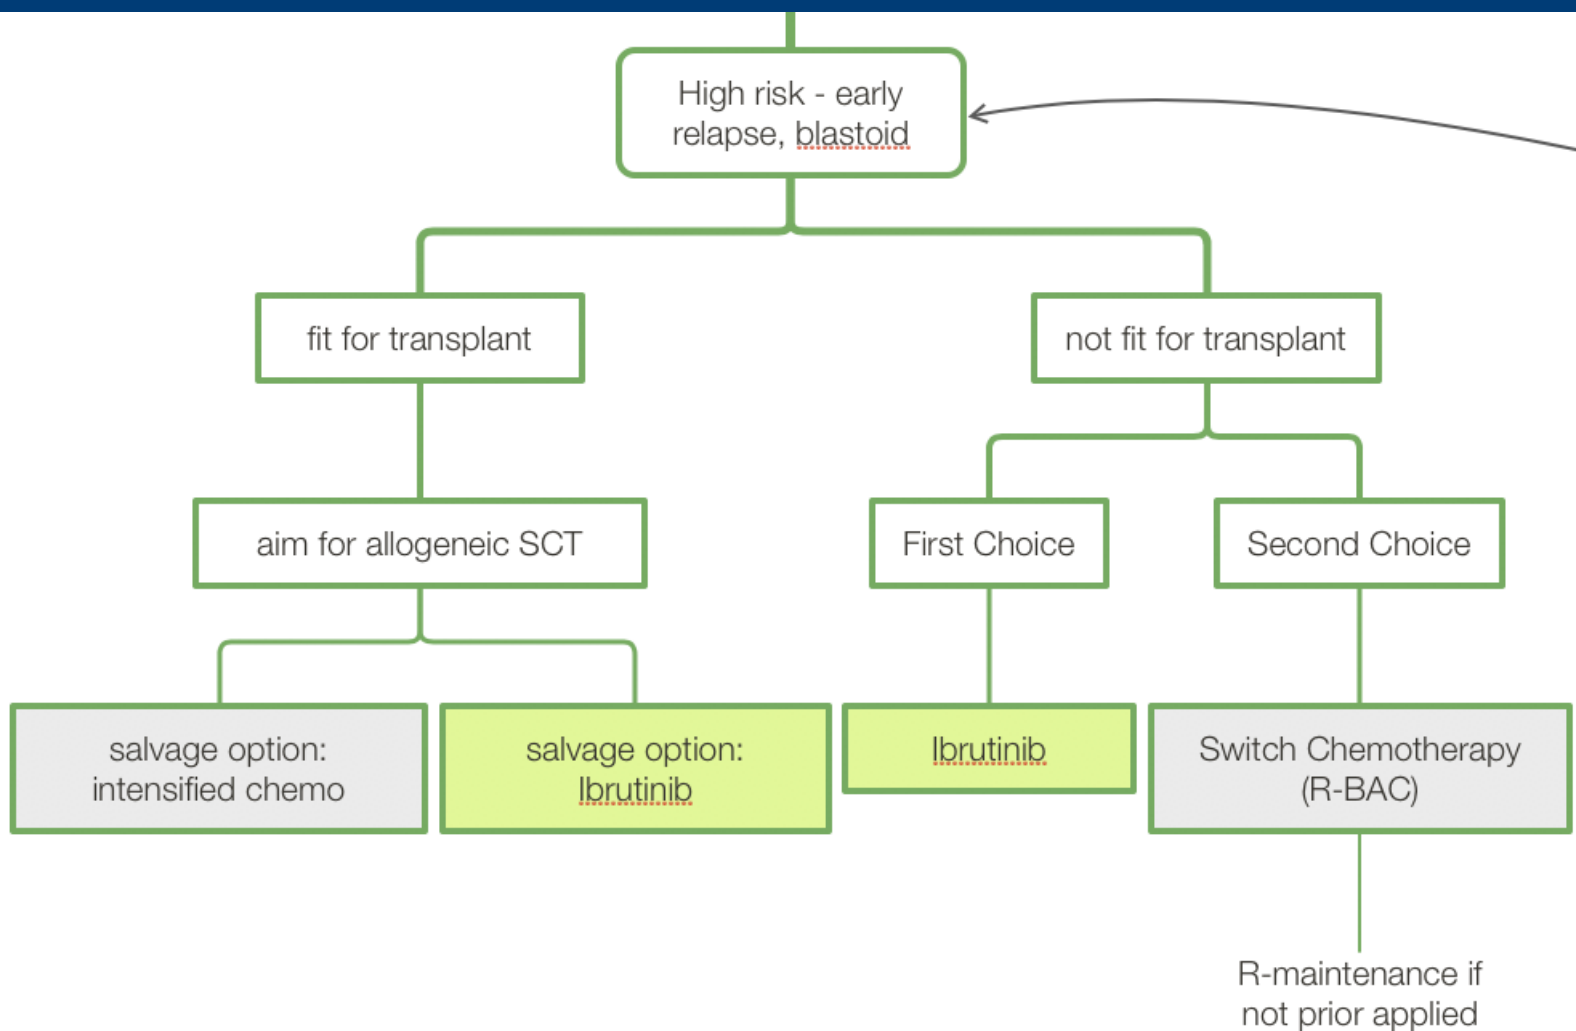 High risk - early
relapse, blastoid
fit for transplant
not fit for transplant
aim for allogeneic SCT
First Choice
Second Choice
salvage option:
intensified chemo
salvage option:
Ibrutinib
Ibrutinib
Switch Chemotherapy
(R-BAC)
R-maintenance if
not prior applied